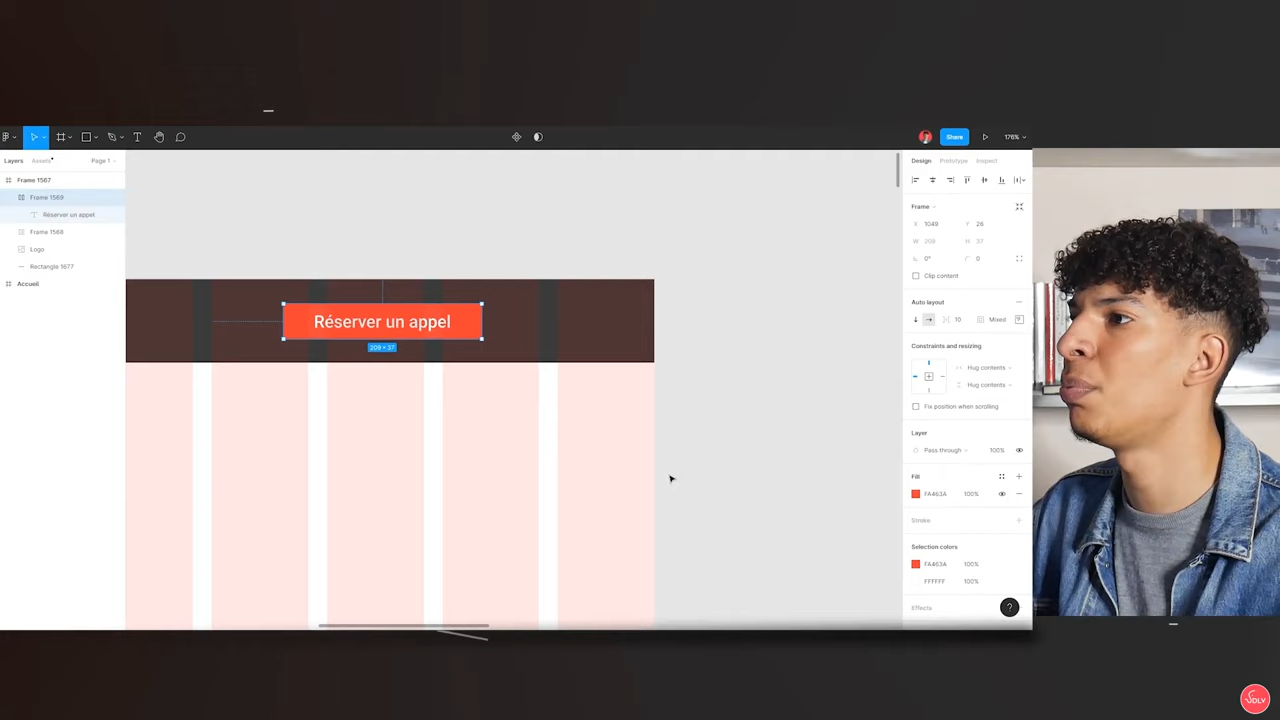 Share
176%
Layers
Assets
Page 1
Design
Prototype
Inspect
Frame 1567
Frame 1569
Réserver un appel
Frame 1568
Logo
Rectangle 1677
Accueil
Réserver un appel
209 × 37
Frame
X 1049
Y 26
W 209
H 37
0°
0
Clip content
Auto layout
10
Mixed
Constraints and resizing
Hug contents
Hug contents
Fix position when scrolling
Layer
Pass through
100%
Fill
FA463A
100%
Stroke
Selection colors
FA463A
100%
FFFFFF
100%
Effects
?